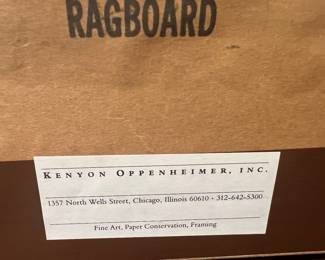 RAGBOARD
KENYON OPPENHEIMER, INC.
1357 North Wells Street, Chicago, Illinois 60610 • 312-642-5300
Fine Art, Paper Conservation, Framing